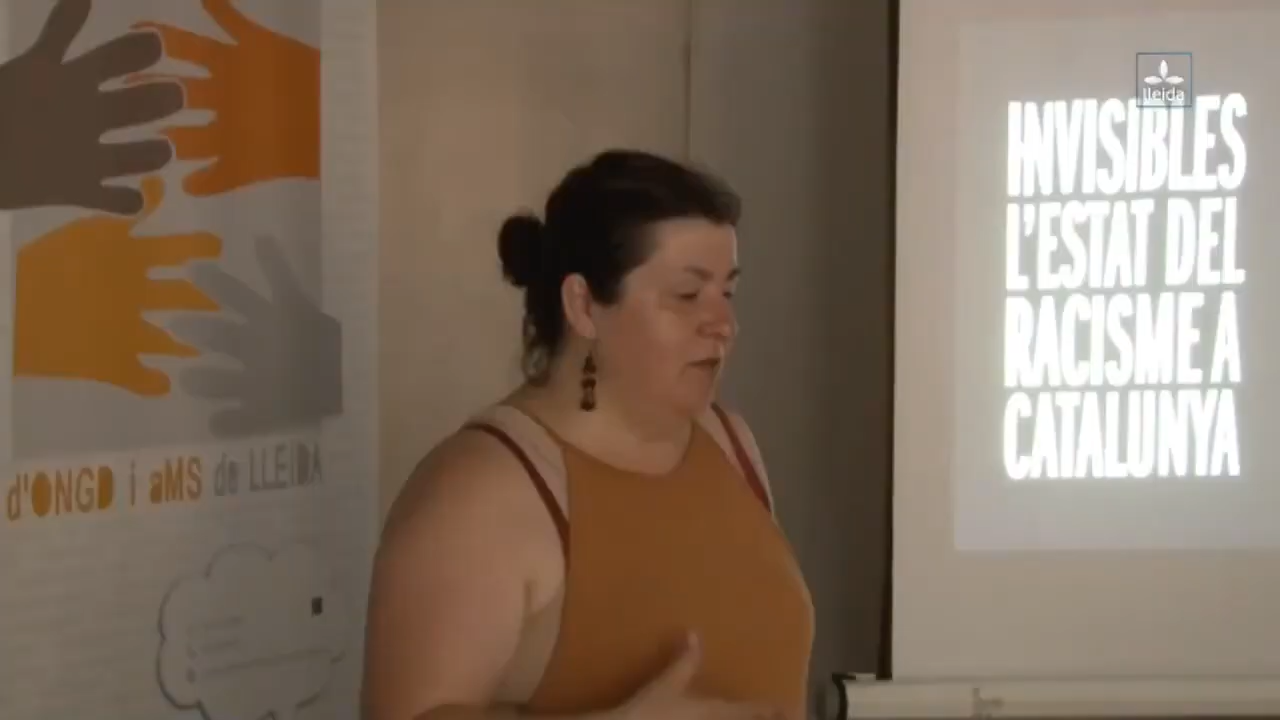 d'ONGD i aMS de LLEIDA
lleida
INVISIBLES
L'ESTAT DEL
RACISME A
CATALUNYA